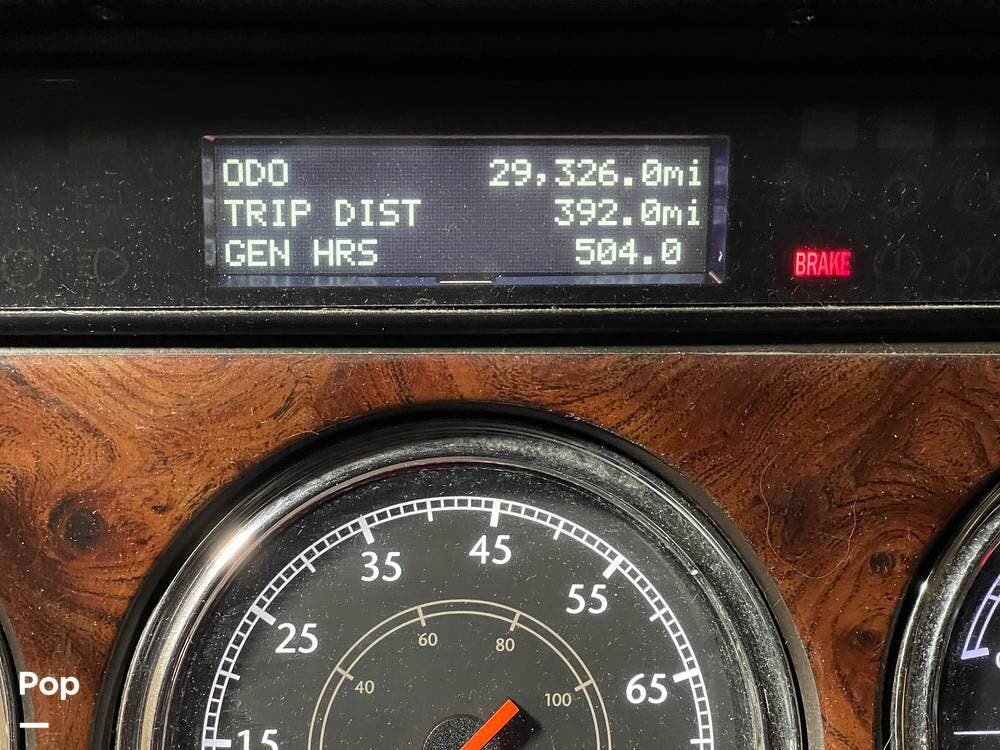 ODO 29,326.0mi
TRIP DIST 392.0mi
GEN HRS 504.0
BRAKE
45
35
55
25
60
80
65
40
100
15
Pop